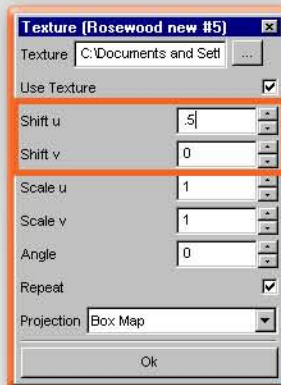 Texture (Rosewood new #5)
Texture C:\Documents and Setl ...
Use Texture
Shift u .5
Shift v 0
Scale u 1
Scale v 1
Angle 0
Repeat
Projection Box Map
Ok